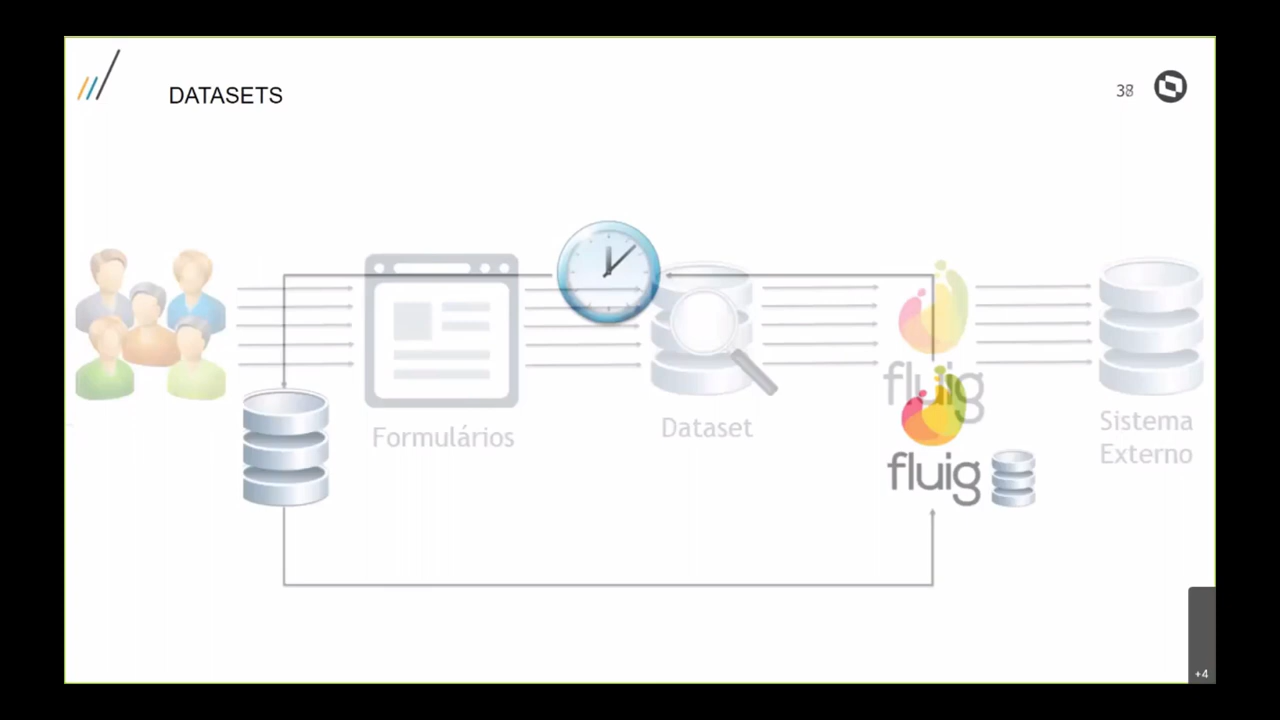 DATASETS
38
Formulários
Dataset
fluig
fluig
Sistema
Externo
+4